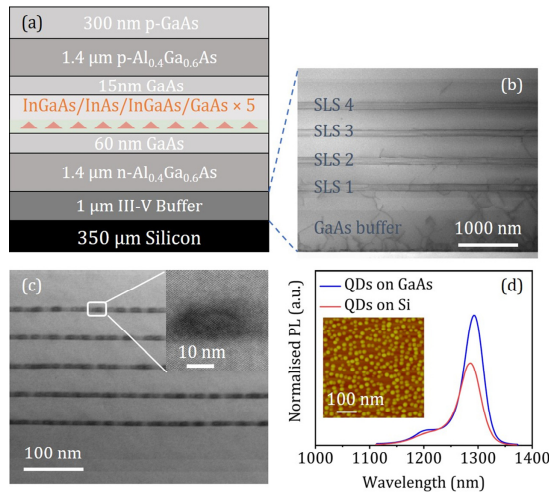 (a)
300 nm p-GaAs
1.4 µm p-Al₀.₄Ga₀.₆As
15nm GaAs
InGaAs/InAs/InGaAs/GaAs × 5
60 nm GaAs
1.4 µm n-Al₀.₄Ga₀.₆As
1 µm III-V Buffer
350 µm Silicon
(b)
SLS 4
SLS 3
SLS 2
SLS 1
GaAs buffer
1000 nm
(c)
10 nm
100 nm
(d)
QDs on GaAs
QDs on Si
100 nm
Normalised PL (a.u.)
1000 1100 1200 1300 1400
Wavelength (nm)